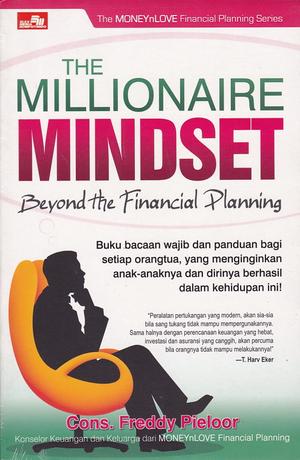 The MONEYnLOVE Financial Planning Series
THE
MILLIONAIRE
MINDSET
Beyond the Financial Planning
Buku bacaan wajib dan panduan bagi
setiap orangtua, yang menginginkan
anak-anaknya dan dirinya berhasil
dalam kehidupan ini!
"Peralatan pertukangan yang modern, akan sia-sia
bila sang tukang tidak mampu mempergunakannya.
Sama halnya dengan perencanaan keuangan yang hebat,
investasi dan asuransi yang canggih, akan percuma
bila orangnya tidak mampu melakukannya!"
—T. Harv Eker
Cons. Freddy Pieloor
Konselor Keuangan dan Keluarga dari MONEYnLOVE Financial Planning